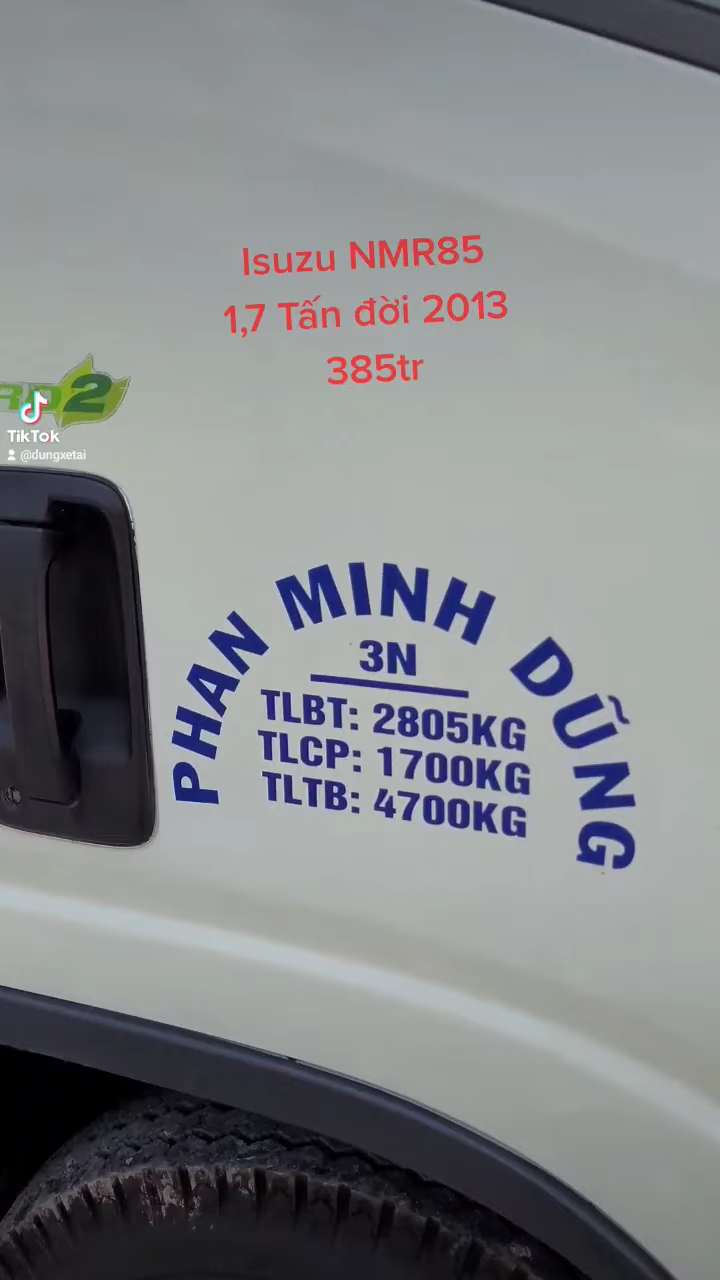 Isuzu NMR85
1,7 Tấn đời 2013
385tr
2
TikTok
@dungxetai
PHAN MINH DŨNG
3N
TLBT: 2805KG
TLCP: 1700KG
TLTB: 4700KG